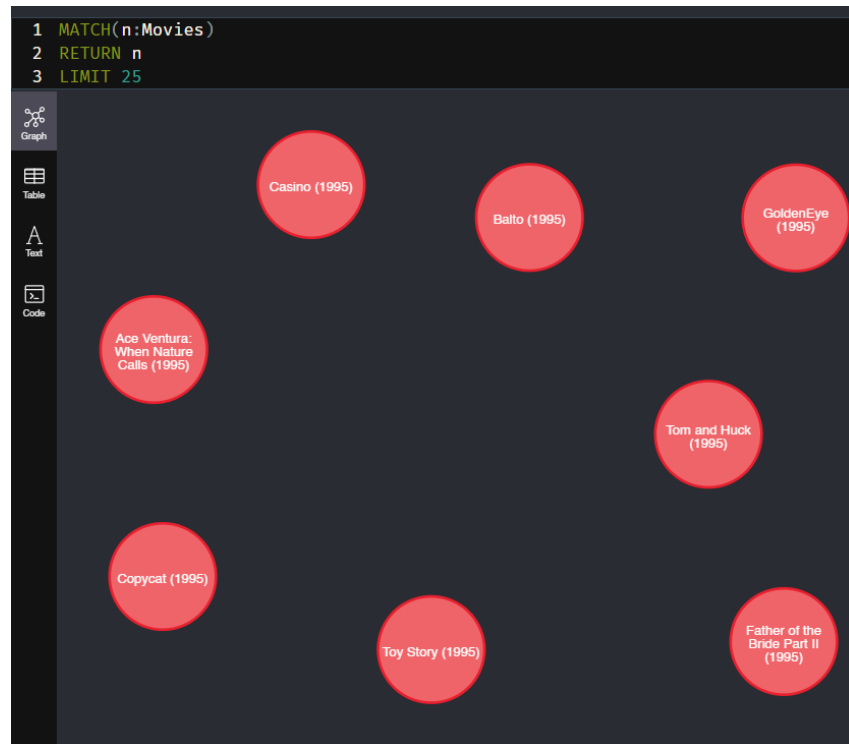 1 MATCH(n:Movies)
2 RETURN n
3 LIMIT 25
Graph
Table
A
Text
Code
Casino (1995)
Balto (1995)
GoldenEye
(1995)
Ace Ventura:
When Nature
Calls (1995)
Tom and Huck
(1995)
Copycat (1995)
Toy Story (1995)
Father of the
Bride Part II
(1995)